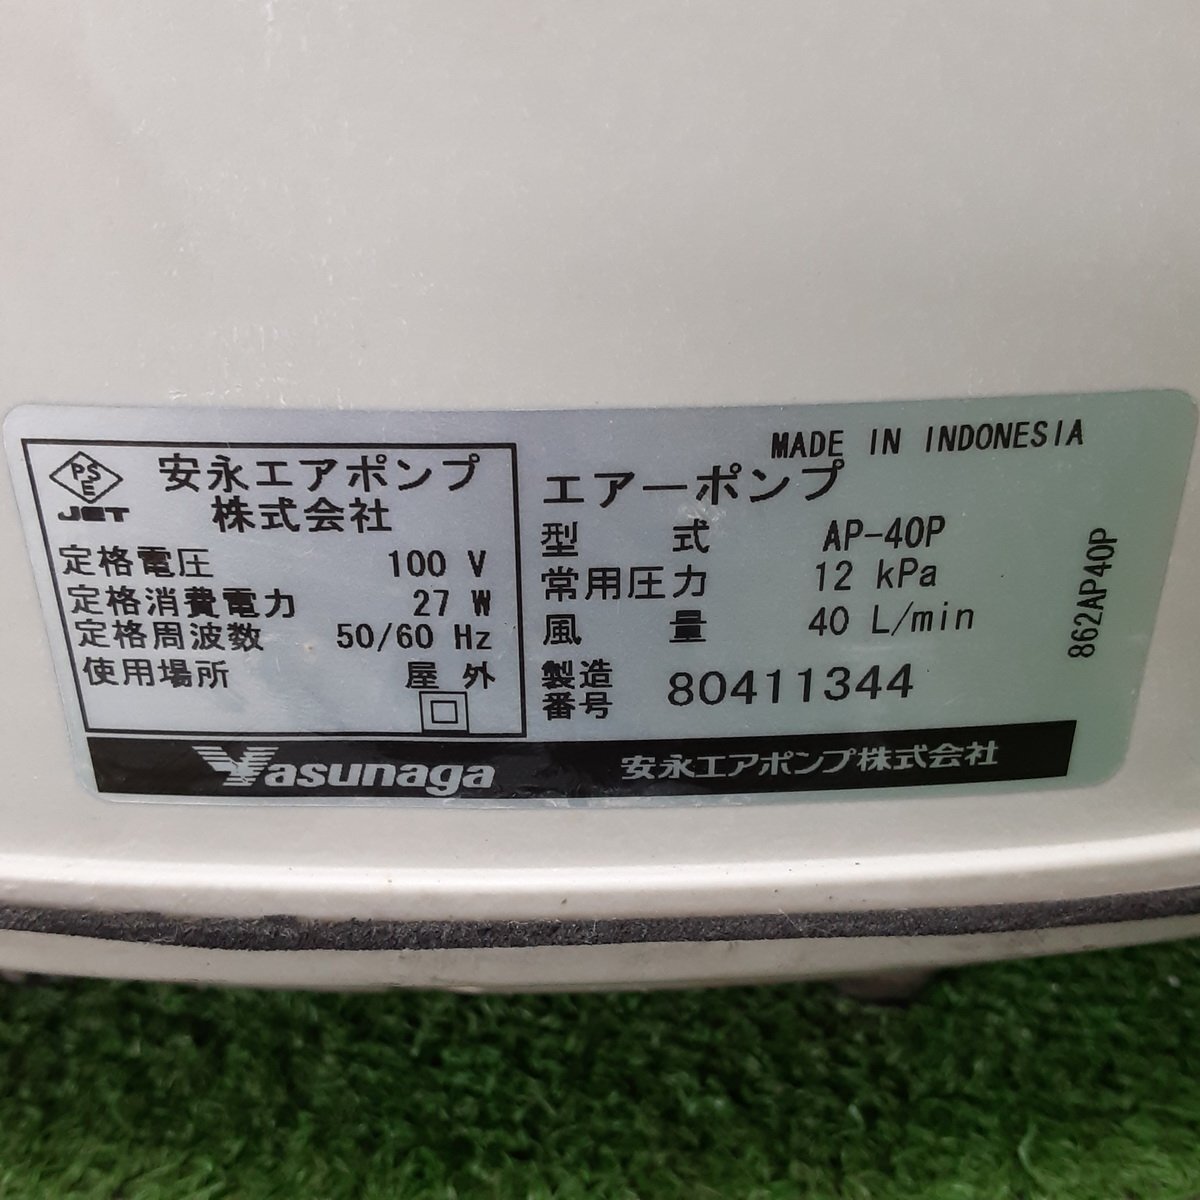 PSE
JET
安永エアポンプ
株式会社
定格電圧 100 V
定格消費電力 27 W
定格周波数 50/60 Hz
使用場所 屋外
MADE IN INDONESIA
エアーポンプ
型式 AP-40P
常用圧力 12 kPa
風量 40 L/min
製造
番号 80411344
862AP40P
Yasunaga 安永エアポンプ株式会社